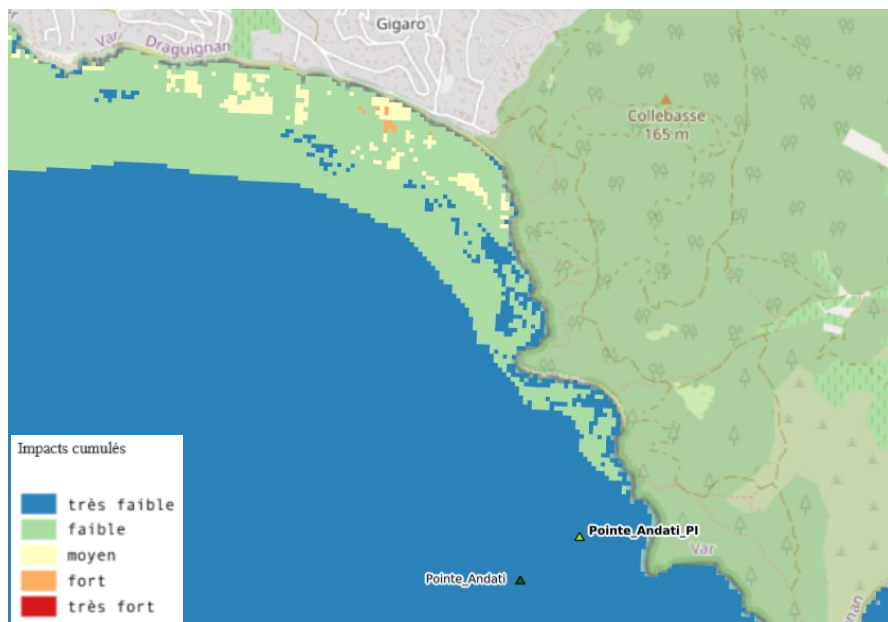 Gigaro
Var
Draguignan
Collebasse
165 m
Impacts cumulés
très faible
faible
moyen
fort
très fort
Pointe_Andati_PI
Var
Pointe_Andati